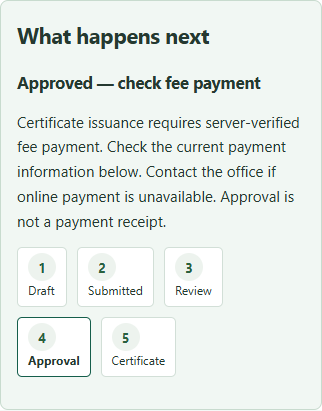 What happens next
Approved — check fee payment
Certificate issuance requires server-verified
fee payment. Check the current payment
information below. Contact the office if
online payment is unavailable. Approval is
not a payment receipt.
1
Draft
2
Submitted
3
Review
4
Approval
5
Certificate